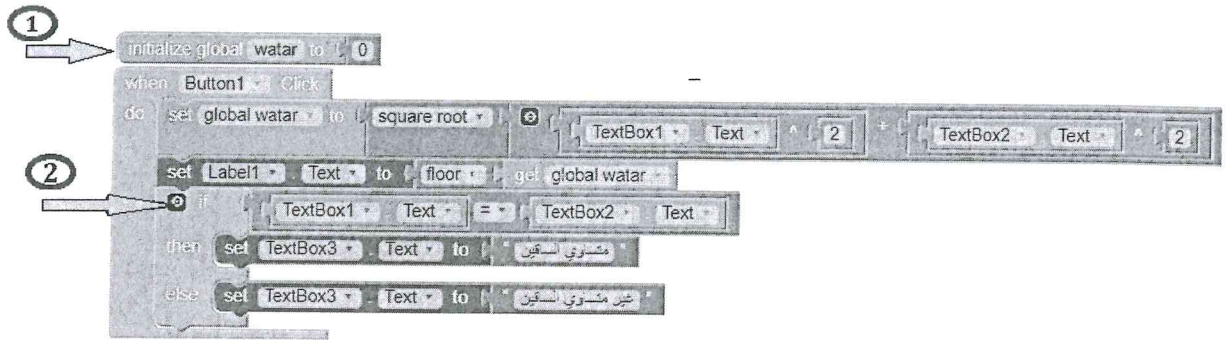 1
initialize global watar to 0
when Button1 . Click
do set global watar to square root TextBox1 . Text ^ 2 + TextBox2 . Text ^ 2
set Label1 . Text to floor get global watar
2
if TextBox1 . Text = TextBox2 . Text
then set TextBox3 . Text to " متساوي الساقين "
else set TextBox3 . Text to " غير متساوي الساقين "